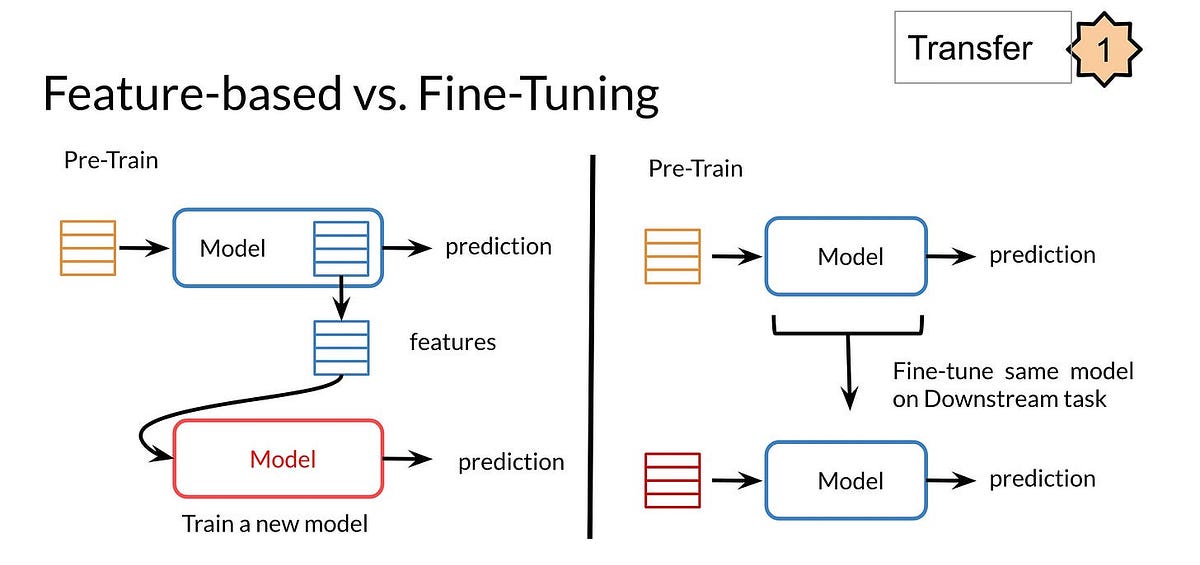 Transfer
1
Feature-based vs. Fine-Tuning
Pre-Train
Model
prediction
features
Model
prediction
Train a new model
Pre-Train
Model
prediction
Fine-tune same model
on Downstream task
Model
prediction